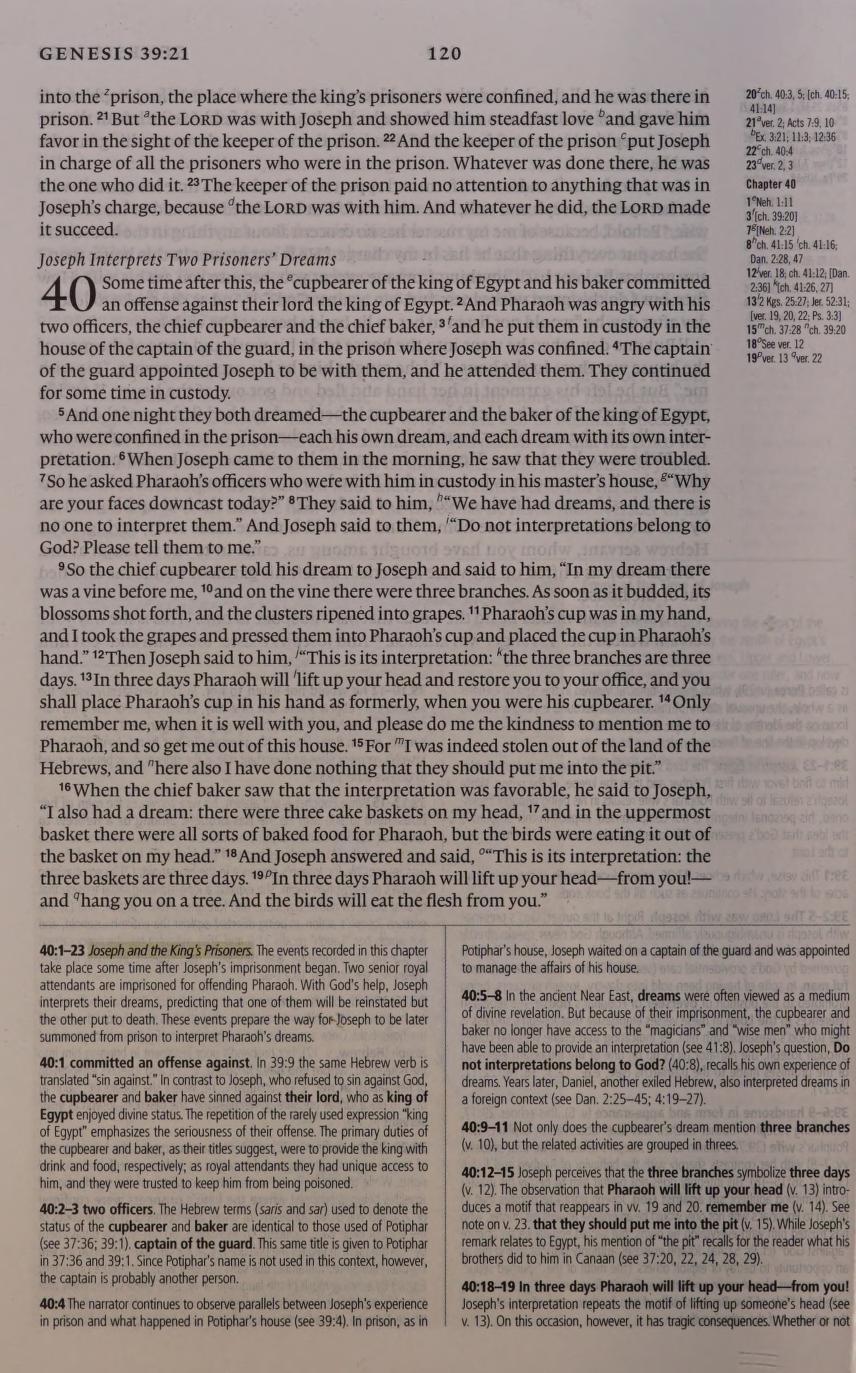 GENESIS 39:21
120
into the zprison, the place where the king's prisoners were confined, and he was there in
prison. 21 But athe LORD was with Joseph and showed him steadfast love band gave him
favor in the sight of the keeper of the prison. 22 And the keeper of the prison cput Joseph
in charge of all the prisoners who were in the prison. Whatever was done there, he was
the one who did it. 23 The keeper of the prison paid no attention to anything that was in
Joseph's charge, because dthe LORD was with him. And whatever he did, the LORD made
it succeed.
Joseph Interprets Two Prisoners' Dreams
40 Some time after this, the ecupbearer of the king of Egypt and his baker committed
an offense against their lord the king of Egypt. 2 And Pharaoh was angry with his
two officers, the chief cupbearer and the chief baker, 3 fand he put them in custody in the
house of the captain of the guard, in the prison where Joseph was confined. 4 The captain
of the guard appointed Joseph to be with them, and he attended them. They continued
for some time in custody.
5 And one night they both dreamed—the cupbearer and the baker of the king of Egypt,
who were confined in the prison—each his own dream, and each dream with its own inter-
pretation. 6 When Joseph came to them in the morning, he saw that they were troubled.
7 So he asked Pharaoh's officers who were with him in custody in his master's house, g“Why
are your faces downcast today?” 8 They said to him, h“We have had dreams, and there is
no one to interpret them.” And Joseph said to them, i“Do not interpretations belong to
God? Please tell them to me.”
9 So the chief cupbearer told his dream to Joseph and said to him, “In my dream there
was a vine before me, 10 and on the vine there were three branches. As soon as it budded, its
blossoms shot forth, and the clusters ripened into grapes. 11 Pharaoh's cup was in my hand,
and I took the grapes and pressed them into Pharaoh's cup and placed the cup in Pharaoh's
hand.” 12 Then Joseph said to him, j“This is its interpretation: kthe three branches are three
days. 13 In three days Pharaoh will llift up your head and restore you to your office, and you
shall place Pharaoh's cup in his hand as formerly, when you were his cupbearer. 14 Only
remember me, when it is well with you, and please do me the kindness to mention me to
Pharaoh, and so get me out of this house. 15 For mI was indeed stolen out of the land of the
Hebrews, and nhere also I have done nothing that they should put me into the pit.”
16 When the chief baker saw that the interpretation was favorable, he said to Joseph,
“I also had a dream: there were three cake baskets on my head, 17 and in the uppermost
basket there were all sorts of baked food for Pharaoh, but the birds were eating it out of
the basket on my head.” 18 And Joseph answered and said, o“This is its interpretation: the
three baskets are three days. 19 pIn three days Pharaoh will lift up your head—from you!—
and qhang you on a tree. And the birds will eat the flesh from you.”
20 zch. 40:3, 5; [ch. 40:15;
41:14]
21 aver. 2; Acts 7:9, 10
bEx. 3:21; 11:3; 12:36
22 cch. 40:4
23 dver. 2, 3
Chapter 40
1 eNeh. 1:11
3 f[ch. 39:20]
7 g[Neh. 2:2]
8 hch. 41:15 ich. 41:16;
Dan. 2:28, 47
12 jver. 18; ch. 41:12; [Dan.
2:36] k[ch. 41:26, 27]
13 l2 Kgs. 25:27; Jer. 52:31;
[ver. 19, 20, 22; Ps. 3:3]
15 mch. 37:28 nch. 39:20
18 oSee ver. 12
19 pver. 13 qver. 22
40:1–23 Joseph and the King's Prisoners. The events recorded in this chapter
take place some time after Joseph's imprisonment began. Two senior royal
attendants are imprisoned for offending Pharaoh. With God's help, Joseph
interprets their dreams, predicting that one of them will be reinstated but
the other put to death. These events prepare the way for Joseph to be later
summoned from prison to interpret Pharaoh's dreams.
40:1 committed an offense against. In 39:9 the same Hebrew verb is
translated “sin against.” In contrast to Joseph, who refused to sin against God,
the cupbearer and baker have sinned against their lord, who as king of
Egypt enjoyed divine status. The repetition of the rarely used expression “king
of Egypt” emphasizes the seriousness of their offense. The primary duties of
the cupbearer and baker, as their titles suggest, were to provide the king with
drink and food, respectively; as royal attendants they had unique access to
him, and they were trusted to keep him from being poisoned.
40:2–3 two officers. The Hebrew terms (saris and sar) used to denote the
status of the cupbearer and baker are identical to those used of Potiphar
(see 37:36; 39:1). captain of the guard. This same title is given to Potiphar
in 37:36 and 39:1. Since Potiphar's name is not used in this context, however,
the captain is probably another person.
40:4 The narrator continues to observe parallels between Joseph's experience
in prison and what happened in Potiphar's house (see 39:4). In prison, as in
Potiphar's house, Joseph waited on a captain of the guard and was appointed
to manage the affairs of his house.
40:5–8 In the ancient Near East, dreams were often viewed as a medium
of divine revelation. But because of their imprisonment, the cupbearer and
baker no longer have access to the “magicians” and “wise men” who might
have been able to provide an interpretation (see 41:8). Joseph's question, Do
not interpretations belong to God? (40:8), recalls his own experience of
dreams. Years later, Daniel, another exiled Hebrew, also interpreted dreams in
a foreign context (see Dan. 2:25–45; 4:19–27).
40:9–11 Not only does the cupbearer's dream mention three branches
(v. 10), but the related activities are grouped in threes.
40:12–15 Joseph perceives that the three branches symbolize three days
(v. 12). The observation that Pharaoh will lift up your head (v. 13) intro-
duces a motif that reappears in vv. 19 and 20. remember me (v. 14). See
note on v. 23. that they should put me into the pit (v. 15). While Joseph's
remark relates to Egypt, his mention of “the pit” recalls for the reader what his
brothers did to him in Canaan (see 37:20, 22, 24, 28, 29).
40:18–19 In three days Pharaoh will lift up your head—from you!
Joseph's interpretation repeats the motif of lifting up someone's head (see
v. 13). On this occasion, however, it has tragic consequences. Whether or not